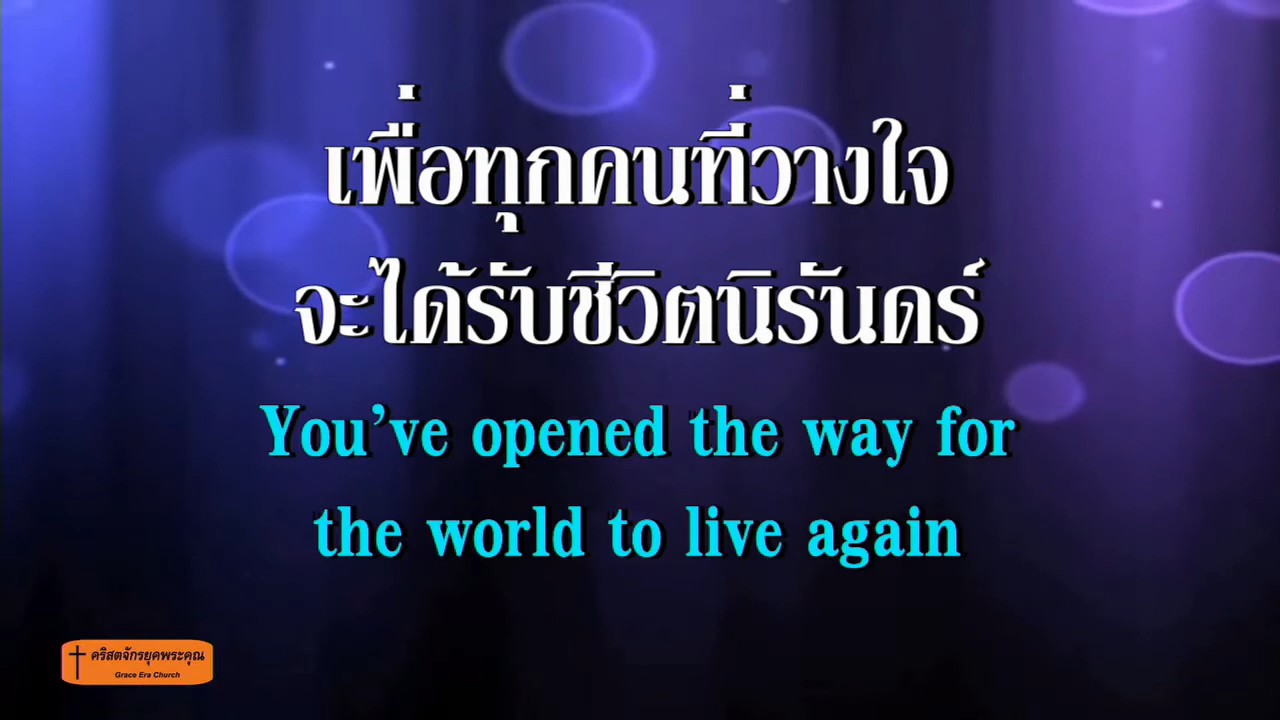 เพื่อทุกคนที่วางใจ
จะได้รับชีวิตนิรันดร์
You've opened the way for
the world to live again
คริสตจักรยุคพระคุณ
Grace Era Church